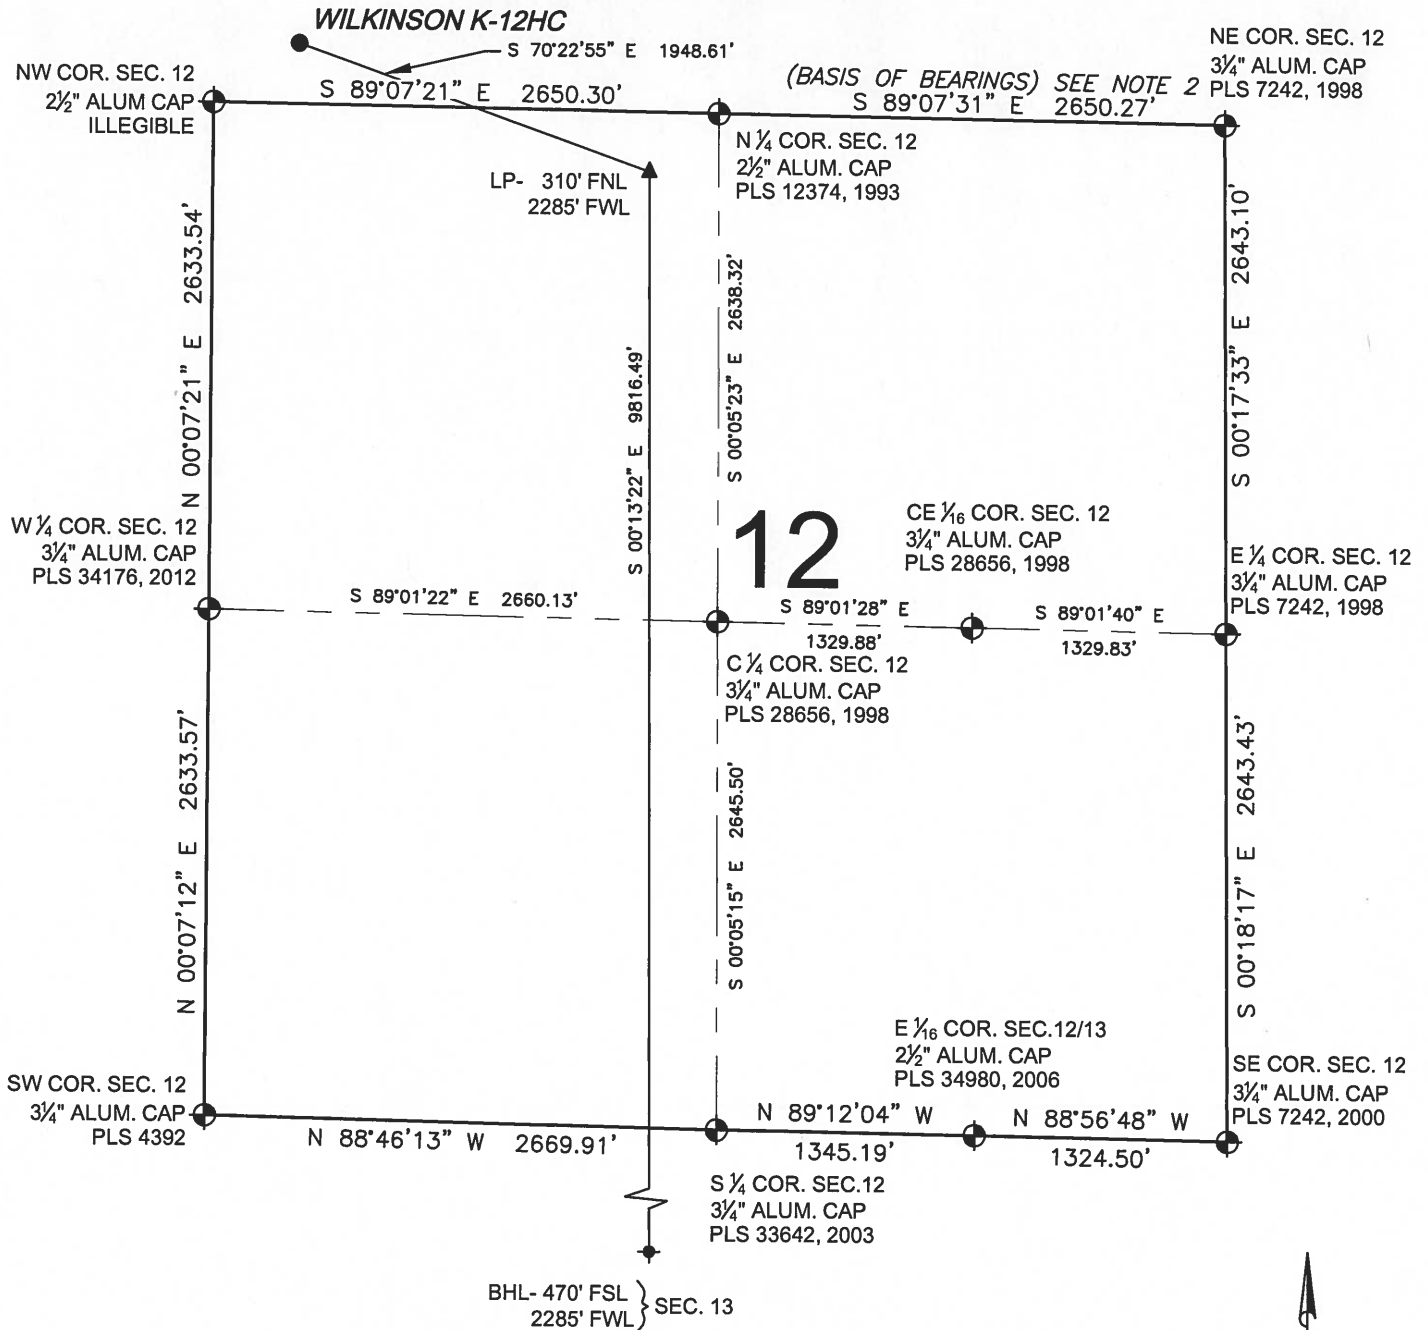 WILKINSON K-12HC
S 70°22'55" E 1948.61'
NW COR. SEC. 12
2½" ALUM CAP
ILLEGIBLE
S 89°07'21" E 2650.30'
(BASIS OF BEARINGS) SEE NOTE 2
S 89°07'31" E 2650.27'
NE COR. SEC. 12
3¼" ALUM. CAP
PLS 7242, 1998
N ¼ COR. SEC. 12
2½" ALUM. CAP
PLS 12374, 1993
LP- 310' FNL
2285' FWL
N 00°07'21" E 2633.54'
S 00°13'22" E 9816.49'
S 00°05'23" E 2638.32'
S 00°17'33" E 2643.10'
12
W ¼ COR. SEC. 12
3¼" ALUM. CAP
PLS 34176, 2012
CE 1/16 COR. SEC. 12
3¼" ALUM. CAP
PLS 28656, 1998
E ¼ COR. SEC. 12
3¼" ALUM. CAP
PLS 7242, 1998
S 89°01'22" E 2660.13'
S 89°01'28" E
1329.88'
S 89°01'40" E
1329.83'
C ¼ COR. SEC. 12
3¼" ALUM. CAP
PLS 28656, 1998
N 00°07'12" E 2633.57'
S 00°05'15" E 2645.50'
S 00°18'17" E 2643.43'
E 1/16 COR. SEC.12/13
2½" ALUM. CAP
PLS 34980, 2006
SW COR. SEC. 12
3¼" ALUM. CAP
PLS 4392
SE COR. SEC. 12
3¼" ALUM. CAP
PLS 7242, 2000
N 88°46'13" W 2669.91'
N 89°12'04" W
1345.19'
N 88°56'48" W
1324.50'
S ¼ COR. SEC.12
3¼" ALUM. CAP
PLS 33642, 2003
BHL- 470' FSL
2285' FWL
SEC. 13